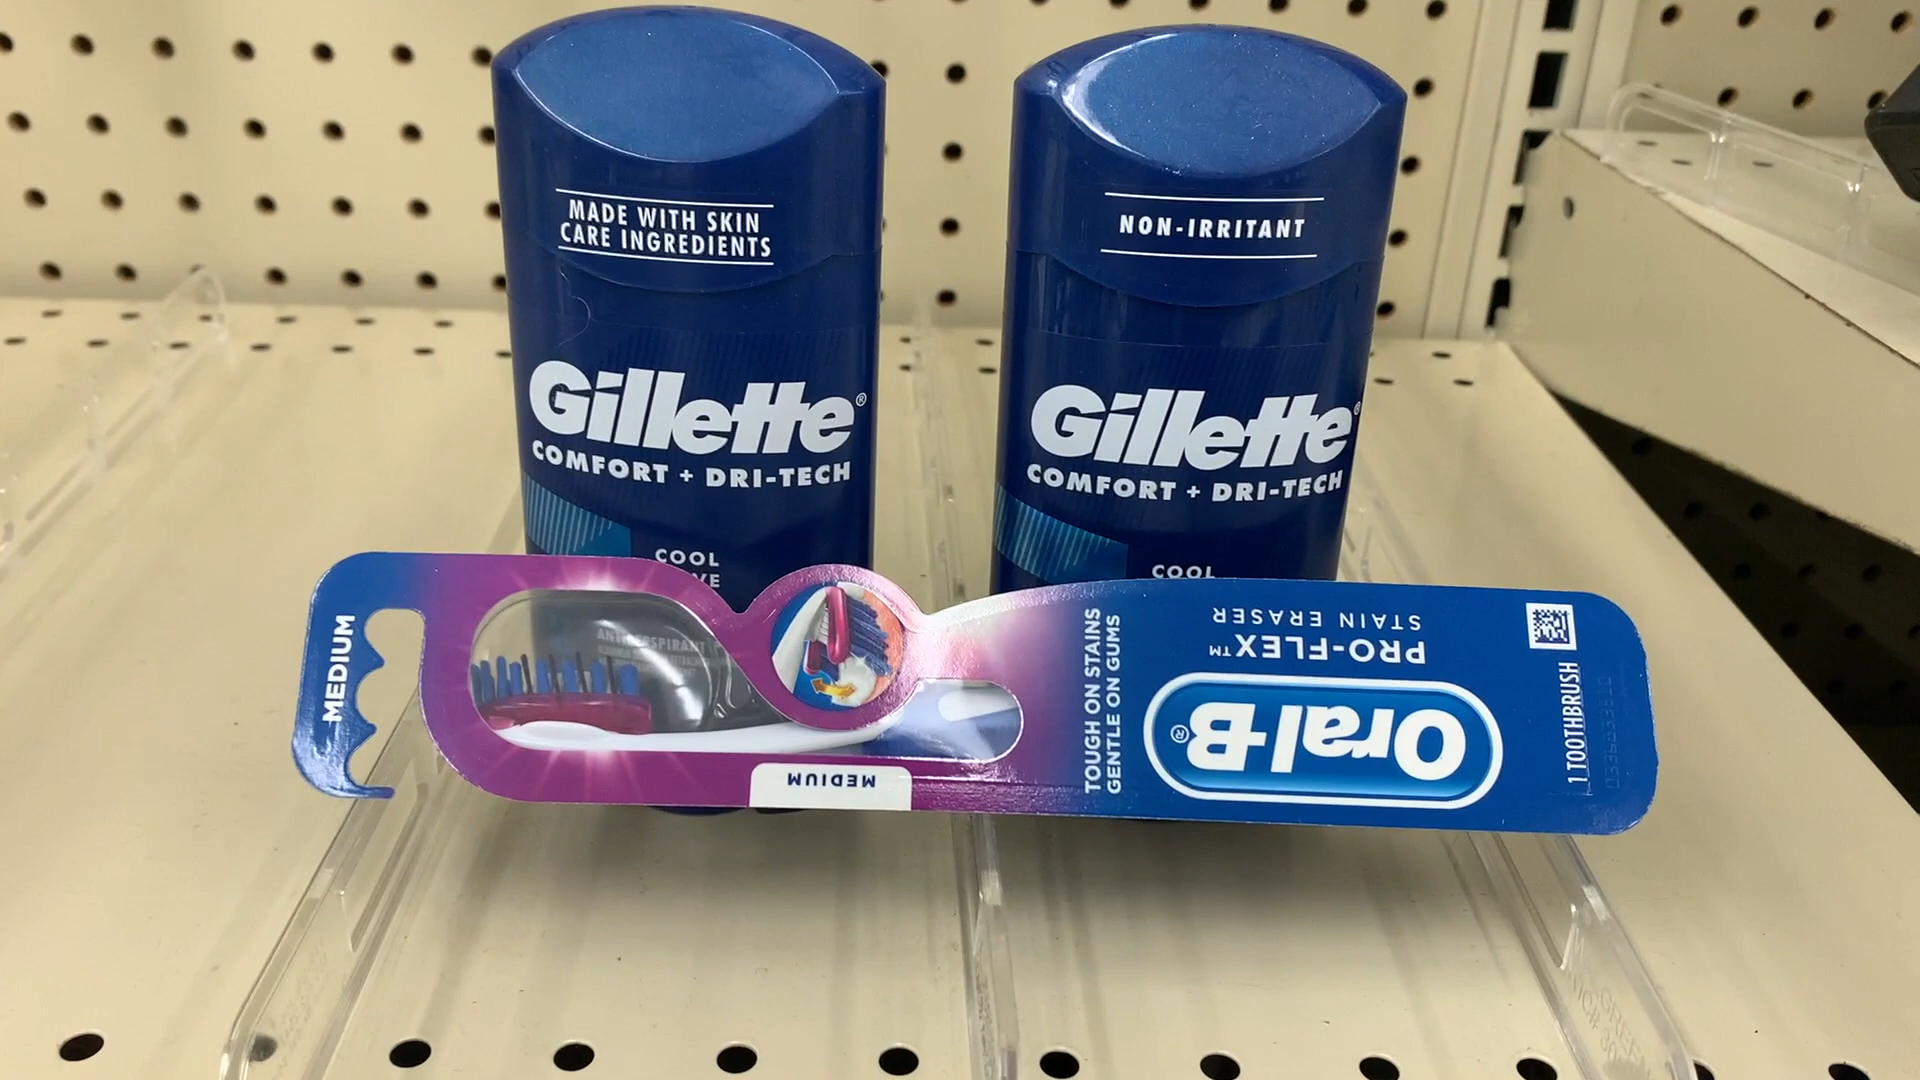 MADE WITH SKIN
CARE INGREDIENTS
Gillette®
COMFORT + DRI-TECH
COOL
NON-IRRITANT
Gillette®
COMFORT + DRI-TECH
COOL
MEDIUM
ANTIPERSPIRANT
MEDIUM
TOUGH ON STAINS
GENTLE ON GUMS
Oral-B®
PRO-FLEX™
STAIN ERASER
1 TOOTHBRUSH